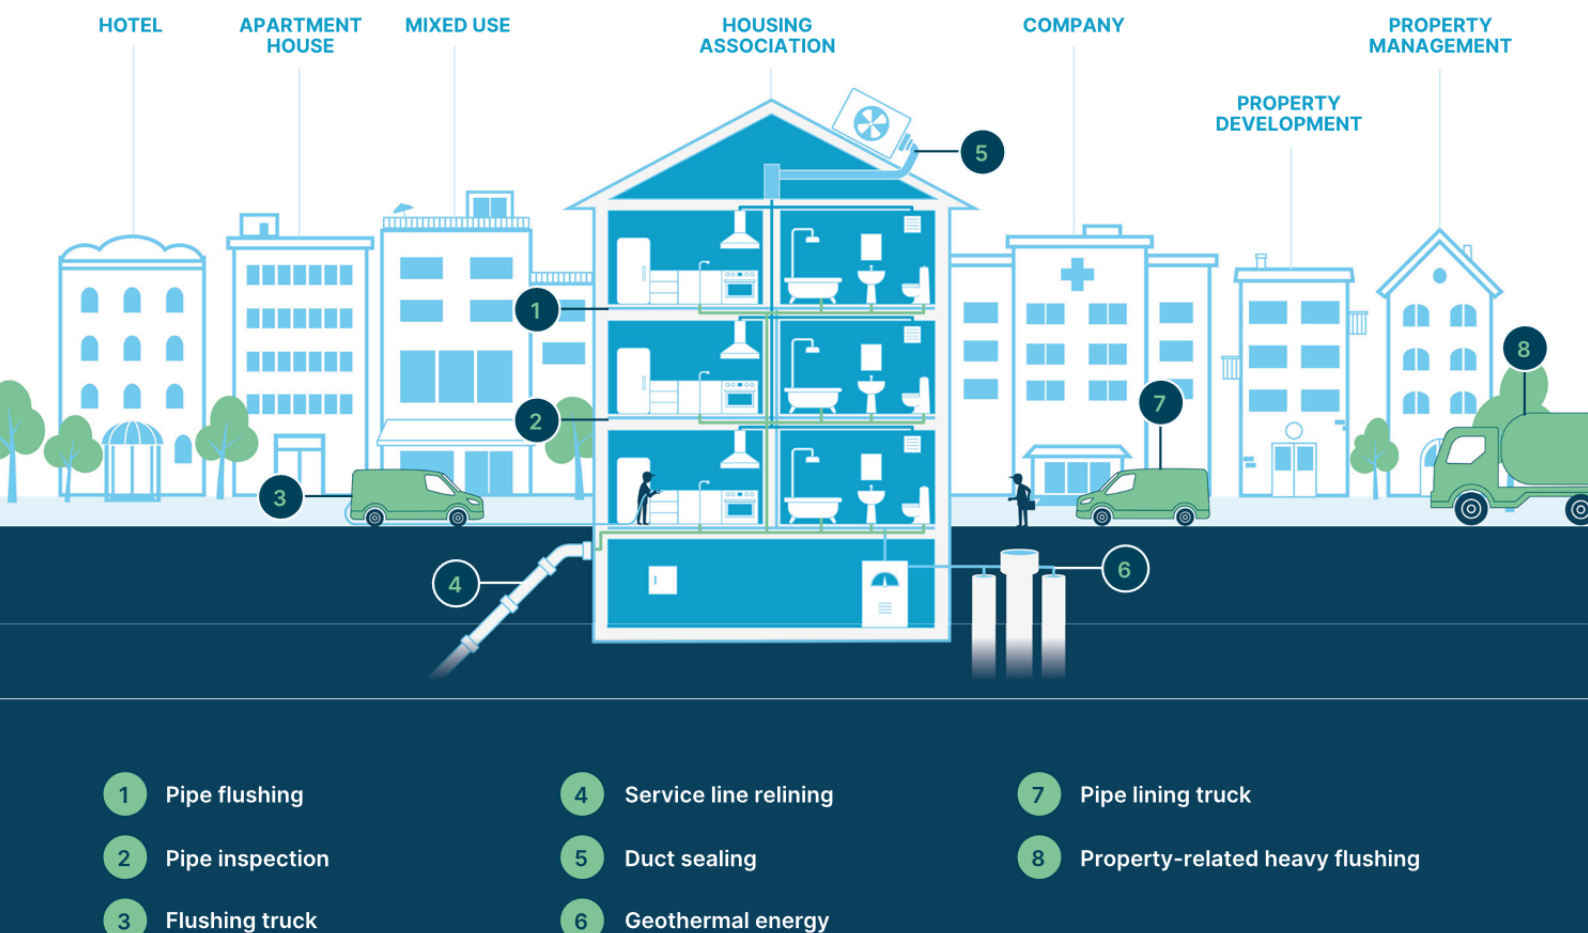 HOTEL
APARTMENT
HOUSE
MIXED USE
HOUSING
ASSOCIATION
COMPANY
PROPERTY
DEVELOPMENT
PROPERTY
MANAGEMENT
5
1
8
7
2
3
4
6
1 Pipe flushing
2 Pipe inspection
3 Flushing truck
4 Service line relining
5 Duct sealing
6 Geothermal energy
7 Pipe lining truck
8 Property-related heavy flushing